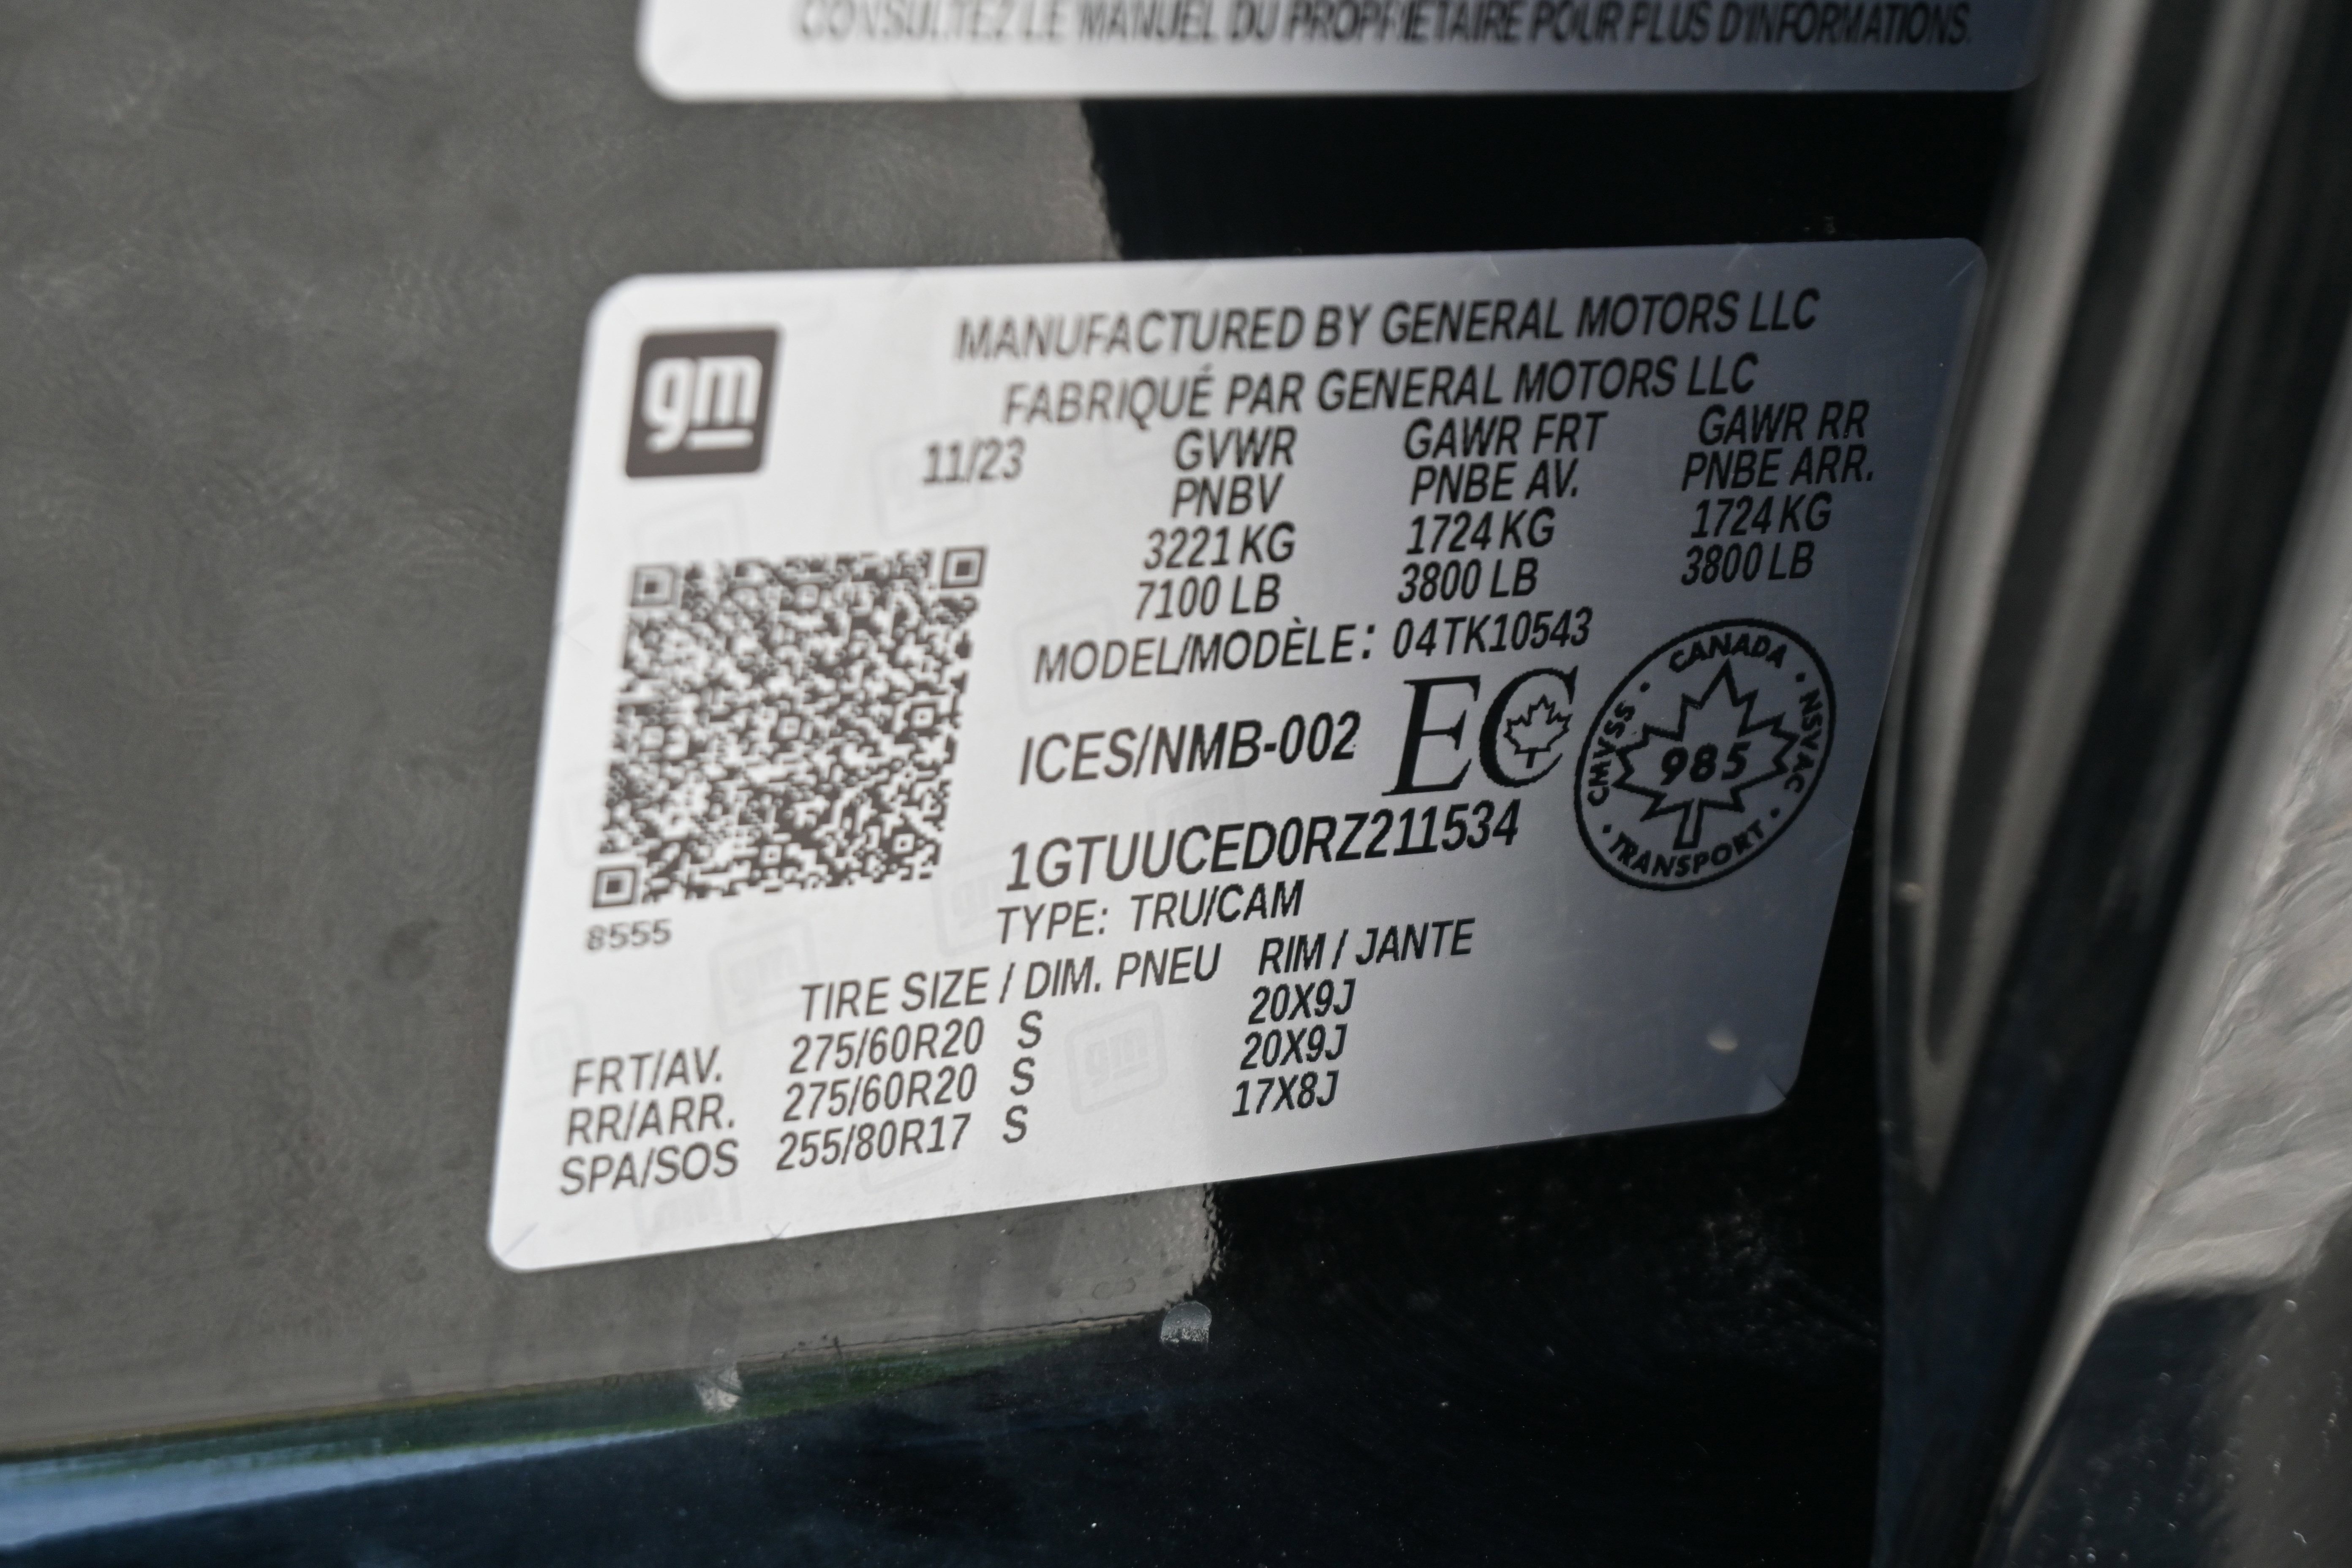 CONSULTEZ LE MANUEL DU PROPRIÉTAIRE POUR PLUS D'INFORMATIONS.
gm
MANUFACTURED BY GENERAL MOTORS LLC
FABRIQUÉ PAR GENERAL MOTORS LLC
11/23 GVWR GAWR FRT GAWR RR
PNBV PNBE AV. PNBE ARR.
3221 KG 1724 KG 1724 KG
7100 LB 3800 LB 3800 LB
MODEL/MODÈLE: 04TK10543
ICES/NMB-002 EC
CANADA · NSVAC · TRANSPORT · CMVSS ·
985
1GTUUCED0RZ211534
8555
TYPE: TRU/CAM
TIRE SIZE / DIM. PNEU RIM / JANTE
FRT/AV. 275/60R20 S 20X9J
RR/ARR. 275/60R20 S 20X9J
SPA/SOS 255/80R17 S 17X8J